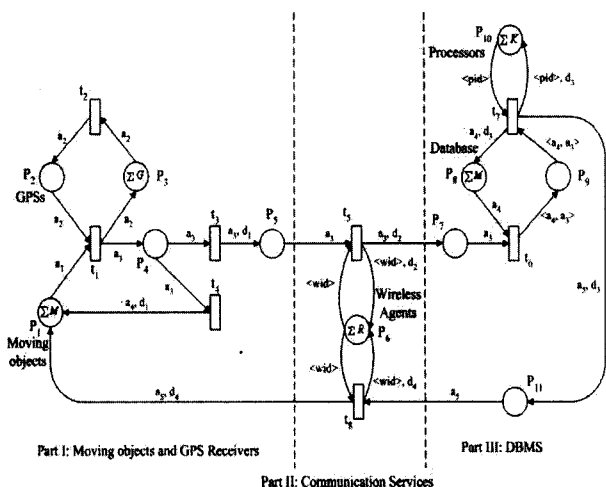 P10
ΣK
Processors
<pid>
<pid>, d3
t2
t7
a2
a2
a4, d3
<a4, a3>
Database
P2
ΣG
P3
P8
ΣM
P9
GPSs
a2
a2
t3
P5
t5
P7
a4
<a4, a3>
a3
a3
a3, d1
a3
a3, d2
a3
t1
P4
t6
a1
a3
<wid>
<wid>, d2
t4
Wireless
Agents
a5, d3
ΣM
P1
ΣR
P6
Moving
objects
<wid>
<wid>, d4
P11
a5, d4
a5
t8
Part I: Moving objects and GPS Receivers
Part III: DBMS
Part II: Communication Services